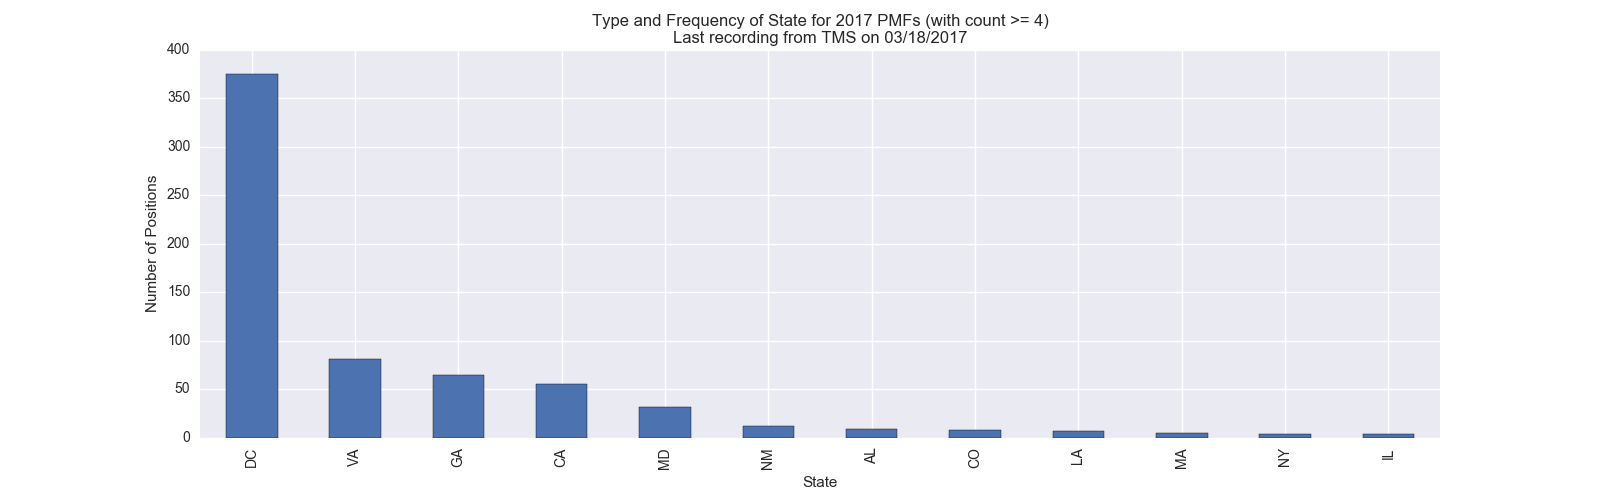 Type and Frequency of State for 2017 PMFs (with count >= 4)
Last recording from TMS on 03/18/2017
400
350
300
250
200
150
100
50
0
Number of Positions
DC VA GA CA MD NM AL CO LA MA NY IL
State